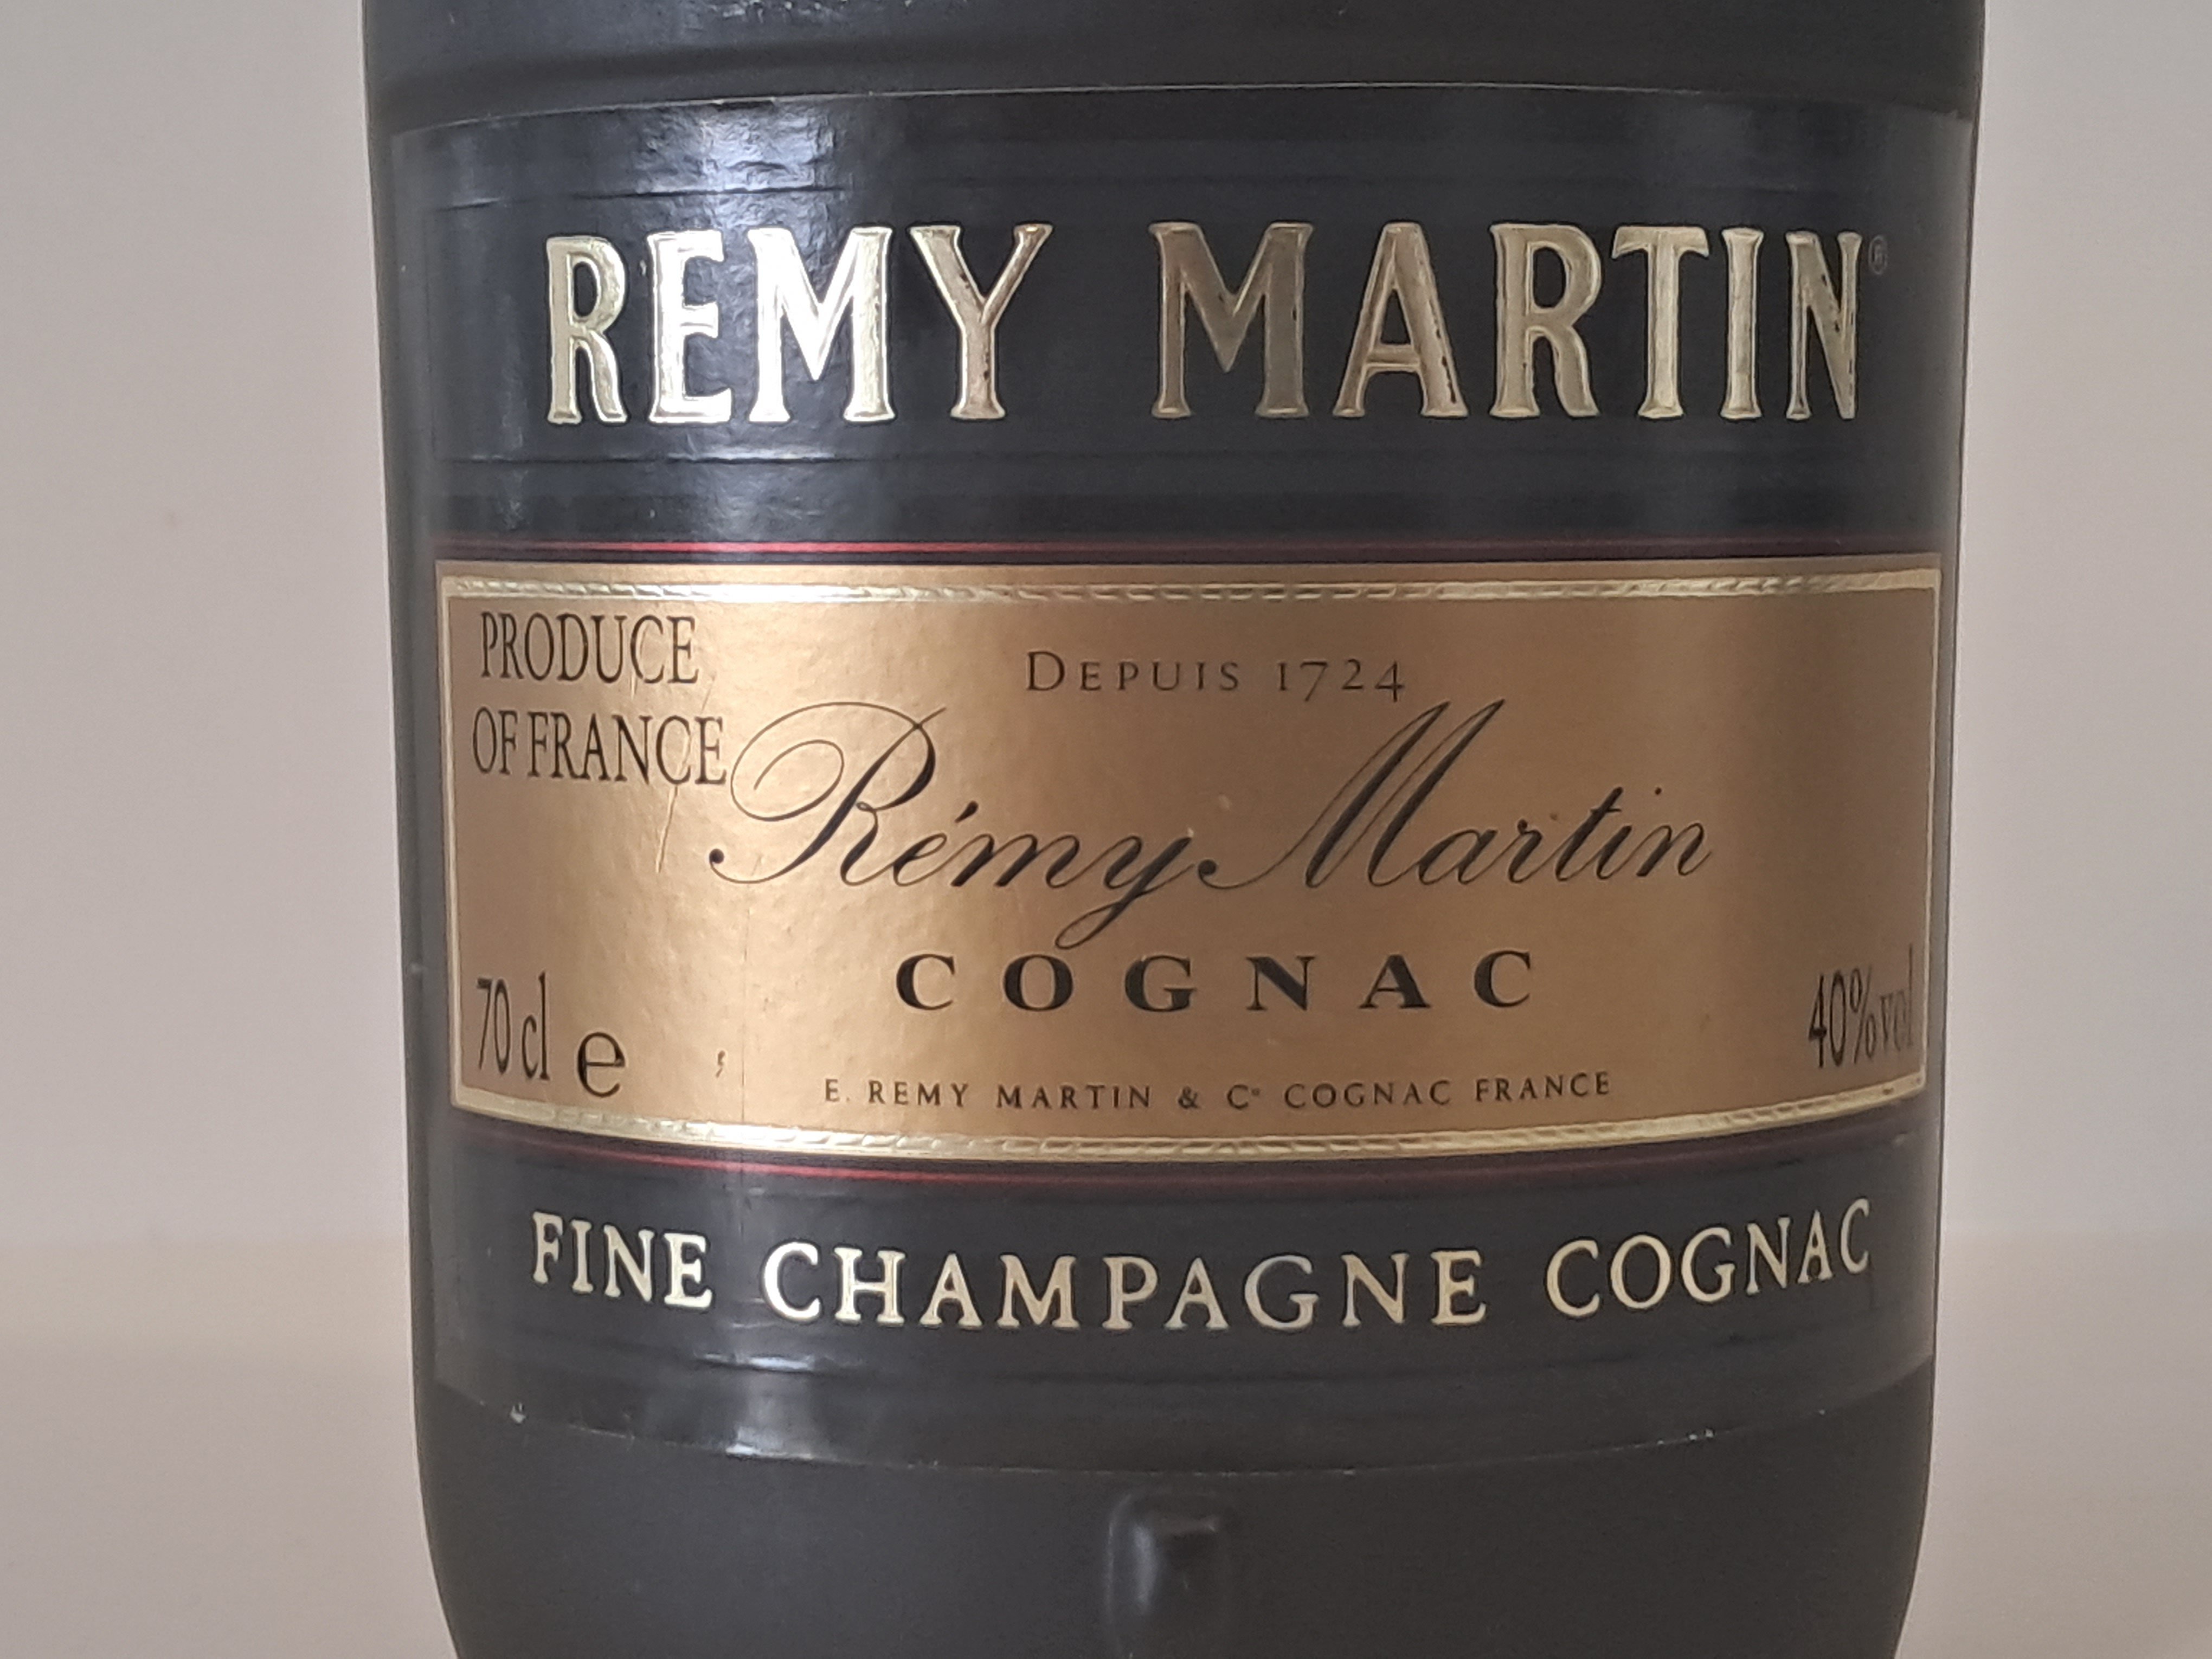 REMY MARTIN®
PRODUCE
OF FRANCE
DEPUIS 1724
Rémy Martin
COGNAC
70 cl e
40% vol
E. REMY MARTIN & Cº COGNAC FRANCE
FINE CHAMPAGNE COGNAC